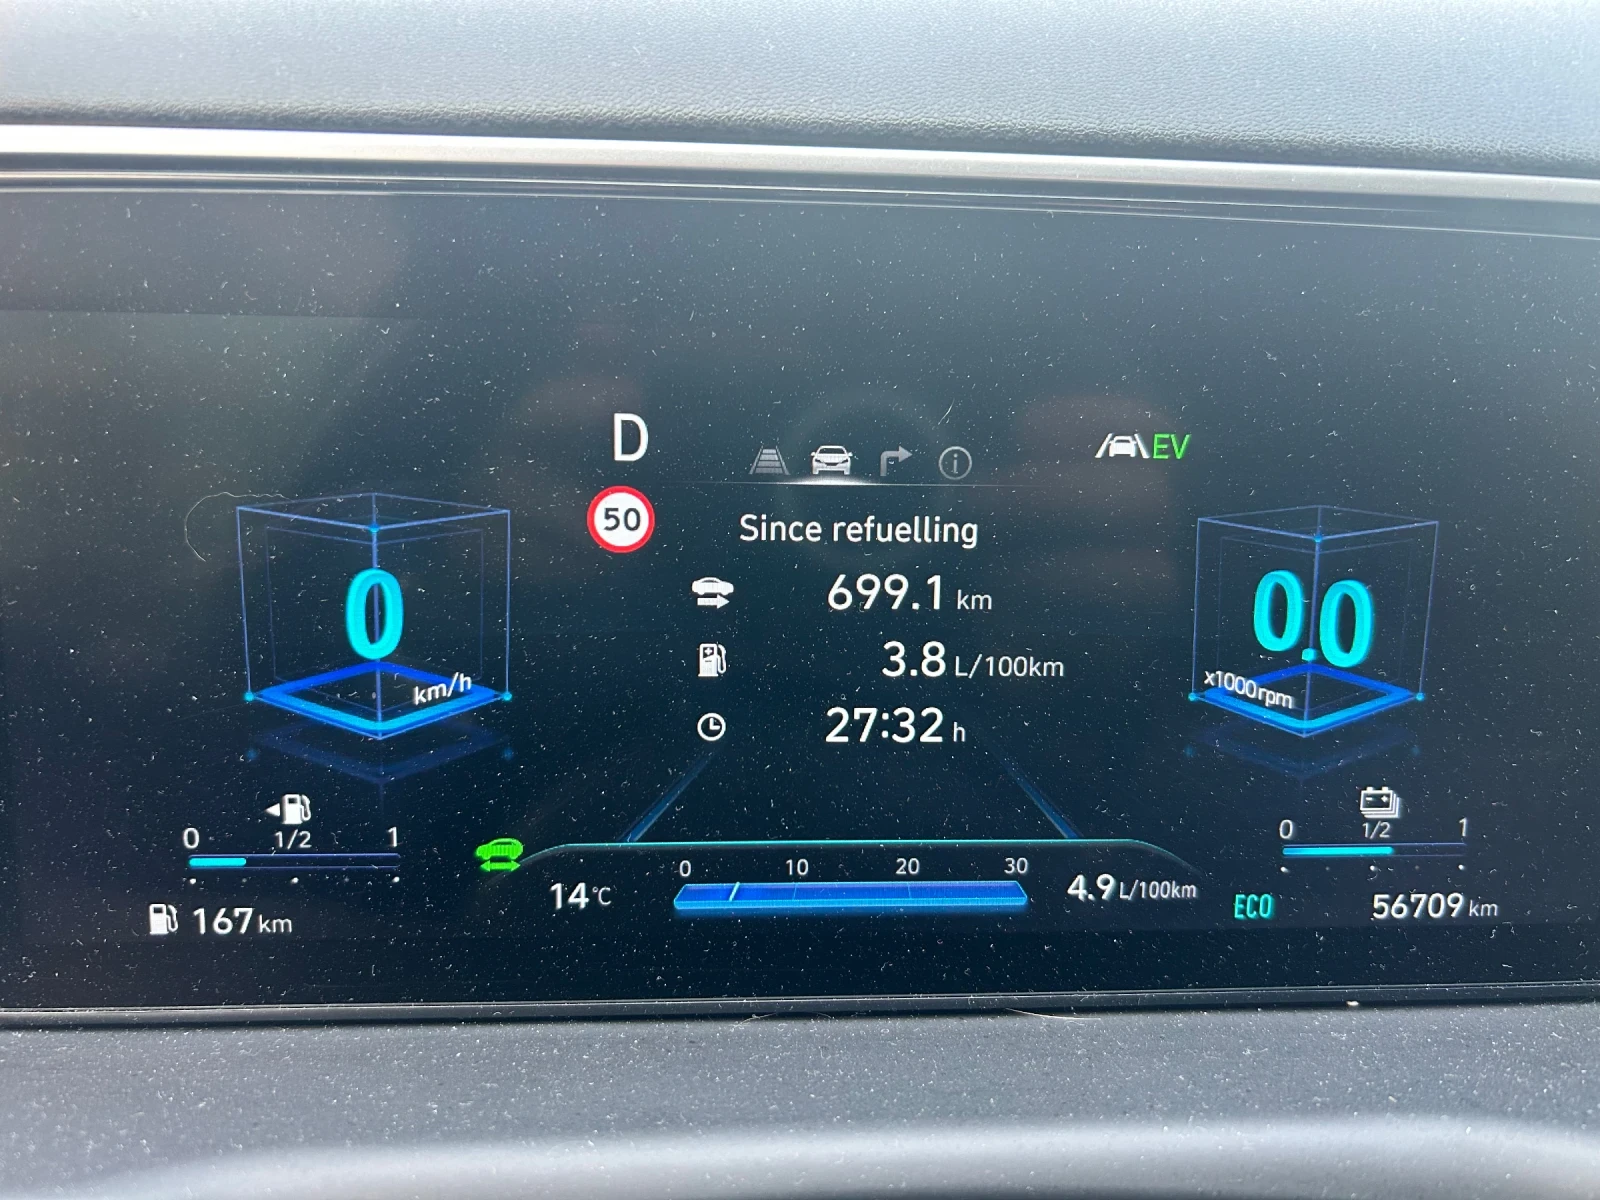 D
EV
50
Since refuelling
699.1 km
3.8 L/100km
27:32 h
0
km/h
0.0
x1000rpm
0 1/2 1
167 km
14°C
0 10 20 30
4.9 L/100km
0 1/2 1
ECO
56709 km